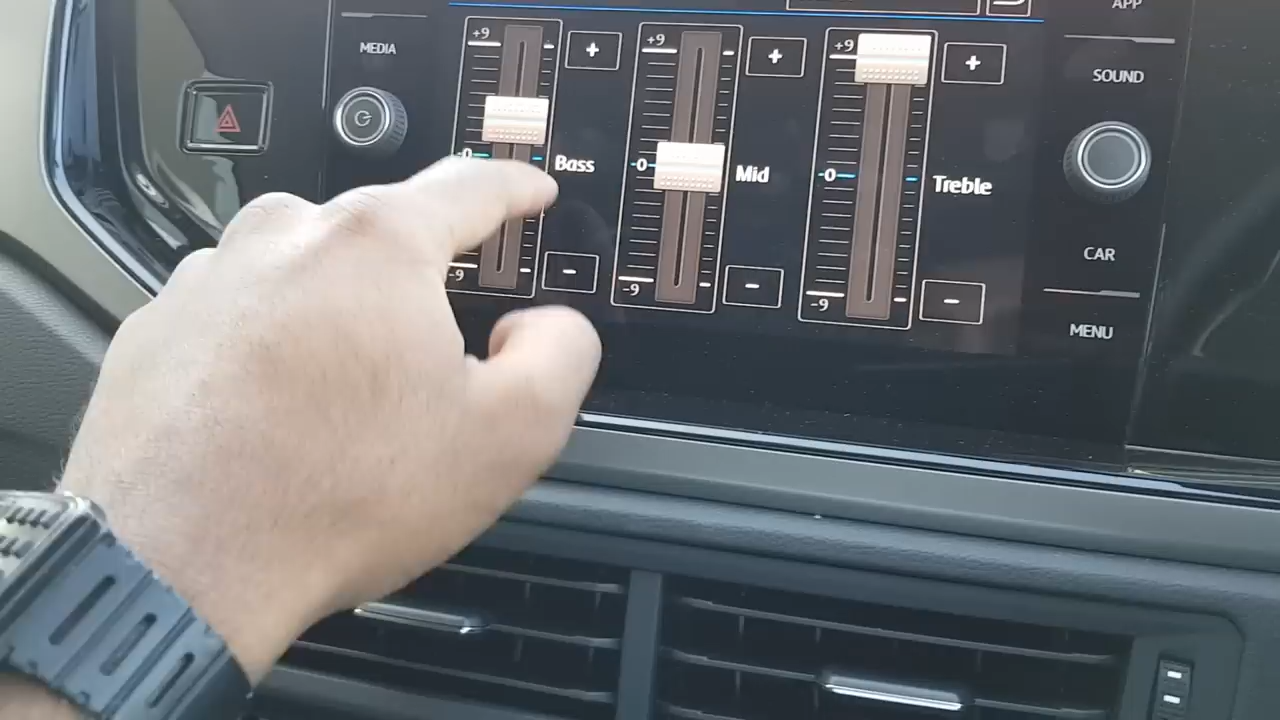 APP
MEDIA
SOUND
CAR
MENU
+9
+
-0
Bass
-9
-
+9
+
-0
Mid
-9
-
+9
+
-0
Treble
-9
-